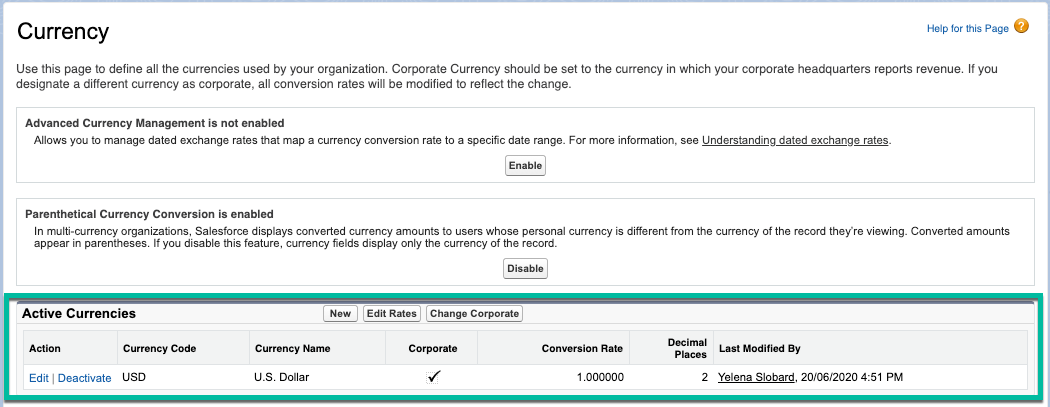 Currency
Help for this Page
Use this page to define all the currencies used by your organization. Corporate Currency should be set to the currency in which your corporate headquarters reports revenue. If you
designate a different currency as corporate, all conversion rates will be modified to reflect the change.
Advanced Currency Management is not enabled
Allows you to manage dated exchange rates that map a currency conversion rate to a specific date range. For more information, see Understanding dated exchange rates.
Enable
Parenthetical Currency Conversion is enabled
In multi-currency organizations, Salesforce displays converted currency amounts to users whose personal currency is different from the currency of the record they're viewing. Converted amounts
appear in parentheses. If you disable this feature, currency fields display only the currency of the record.
Disable
Active Currencies New Edit Rates Change Corporate
Action Currency Code Currency Name Corporate Conversion Rate Decimal Places Last Modified By
Edit | Deactivate USD U.S. Dollar ✓ 1.000000 2 Yelena Slobard, 20/06/2020 4:51 PM